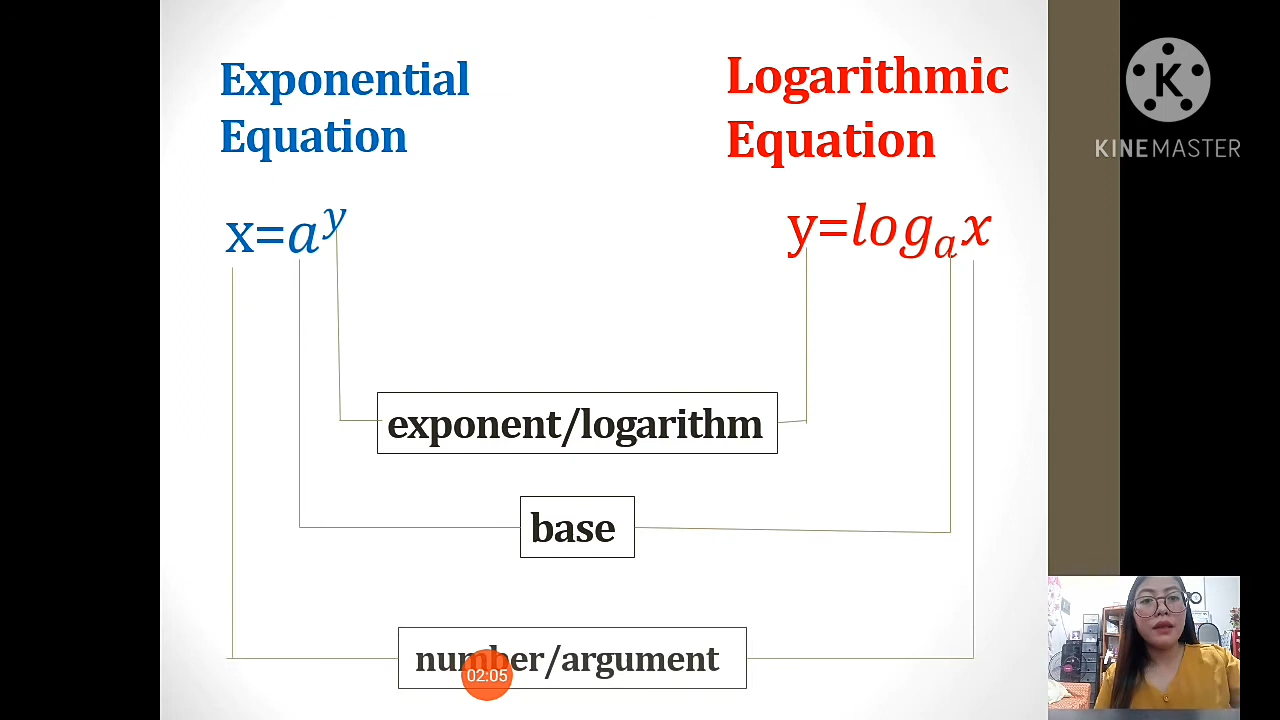 Exponential
Equation
Logarithmic
Equation
x=a^y
y=log_a x
exponent/logarithm
base
number/argument
02:05
K
KINEMASTER